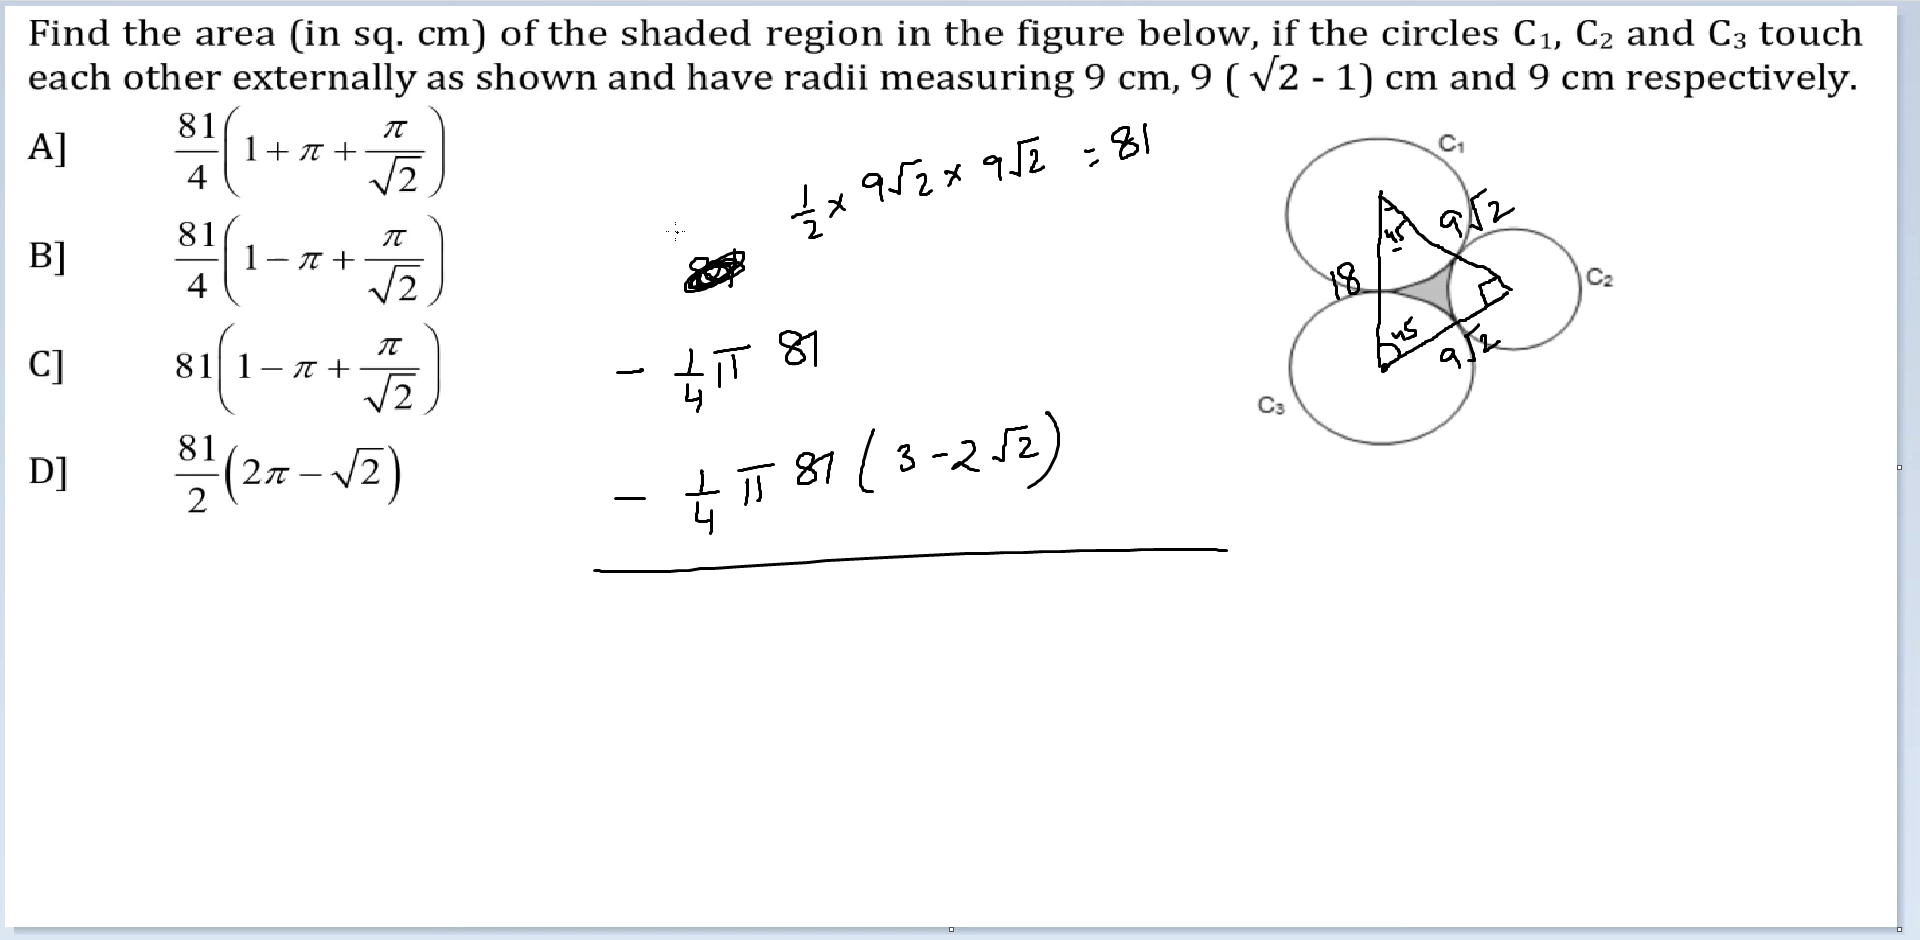 Find the area (in sq. cm) of the shaded region in the figure below, if the circles C₁, C₂ and C₃ touch
each other externally as shown and have radii measuring 9 cm, 9 ( √2 - 1) cm and 9 cm respectively.
A] 81/4 (1 + π + π/√2)
B] 81/4 (1 − π + π/√2)
C] 81 (1 − π + π/√2)
D] 81/2 (2π − √2)
1/2 × 9√2 × 9√2 = 81
− 1/4 π 81
− 1/4 π 81 (3 − 2√2)
C₁
9√2
45
18
C₂
45
9√2
C₃